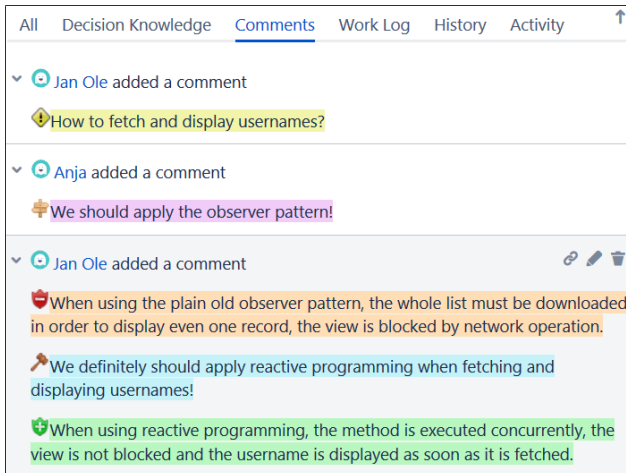 All Decision Knowledge Comments Work Log History Activity
Jan Ole added a comment
How to fetch and display usernames?
Anja added a comment
We should apply the observer pattern!
Jan Ole added a comment
When using the plain old observer pattern, the whole list must be downloaded
in order to display even one record, the view is blocked by network operation.
We definitely should apply reactive programming when fetching and
displaying usernames!
When using reactive programming, the method is executed concurrently, the
view is not blocked and the username is displayed as soon as it is fetched.